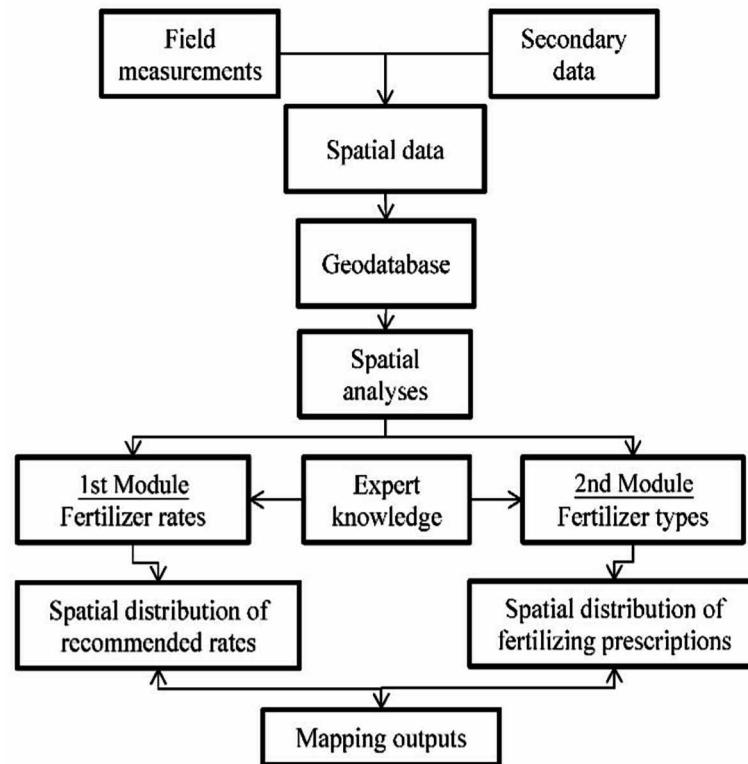 Field
measurements
Secondary
data
Spatial data
Geodatabase
Spatial
analyses
1st Module
Fertilizer rates
Expert
knowledge
2nd Module
Fertilizer types
Spatial distribution of
recommended rates
Spatial distribution of
fertilizing prescriptions
Mapping outputs